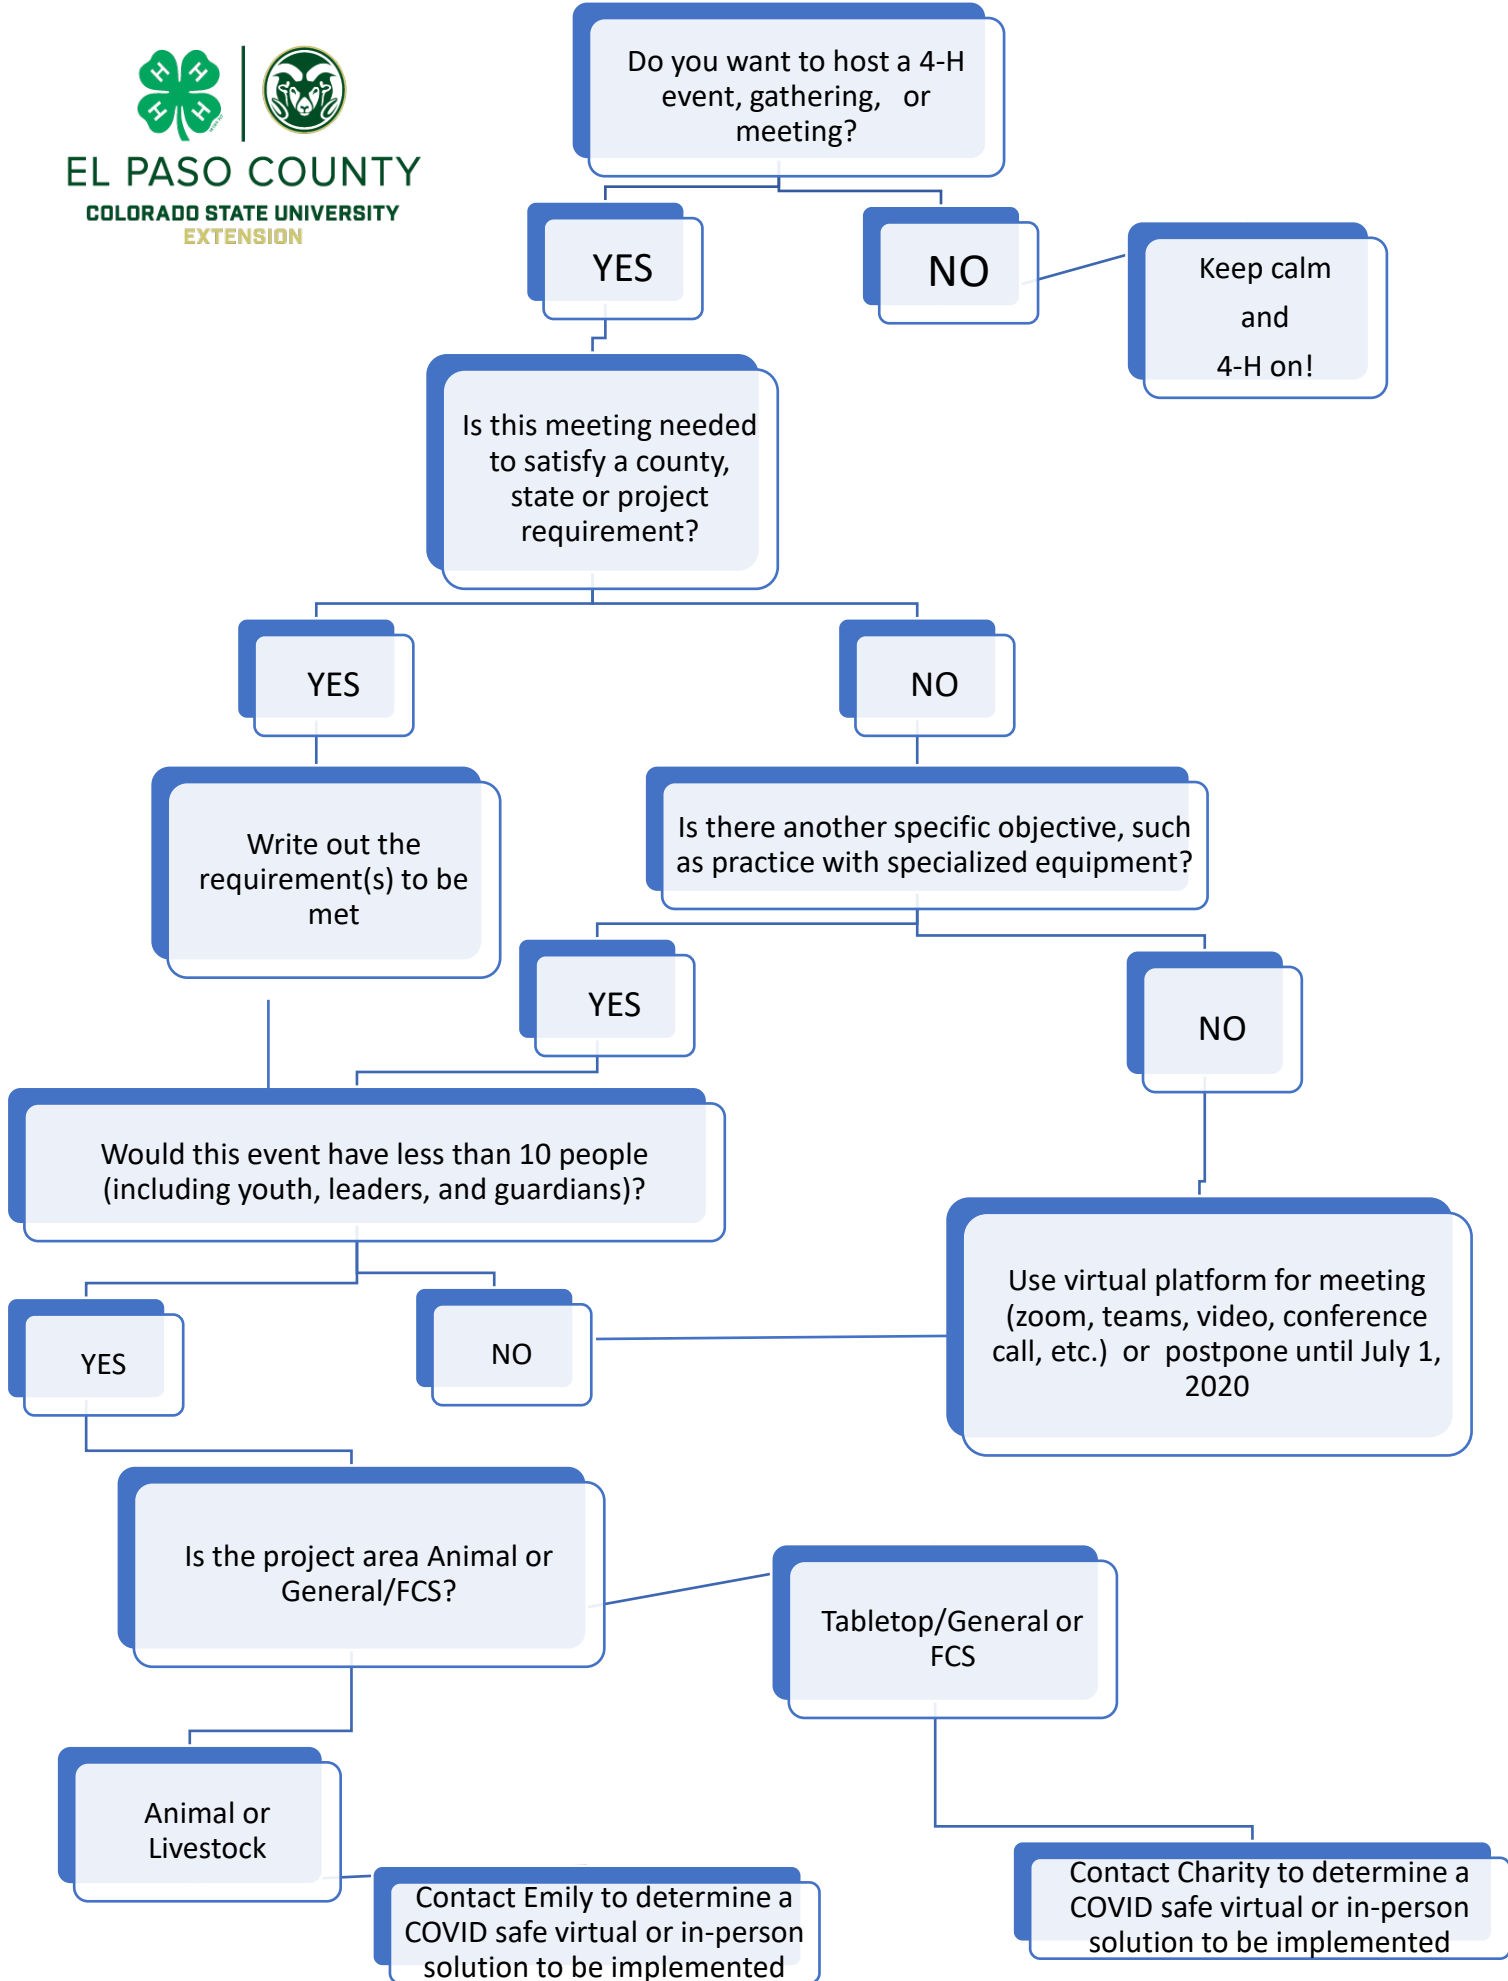 H H
H H
EL PASO COUNTY
COLORADO STATE UNIVERSITY
EXTENSION
Do you want to host a 4-H
event, gathering, or
meeting?
YES
NO
Keep calm
and
4-H on!
Is this meeting needed
to satisfy a county,
state or project
requirement?
YES
NO
Write out the
requirement(s) to be
met
Is there another specific objective, such
as practice with specialized equipment?
YES
NO
Would this event have less than 10 people
(including youth, leaders, and guardians)?
YES
NO
Use virtual platform for meeting
(zoom, teams, video, conference
call, etc.) or postpone until July 1,
2020
Is the project area Animal or
General/FCS?
Tabletop/General or
FCS
Animal or
Livestock
Contact Emily to determine a
COVID safe virtual or in-person
solution to be implemented
Contact Charity to determine a
COVID safe virtual or in-person
solution to be implemented